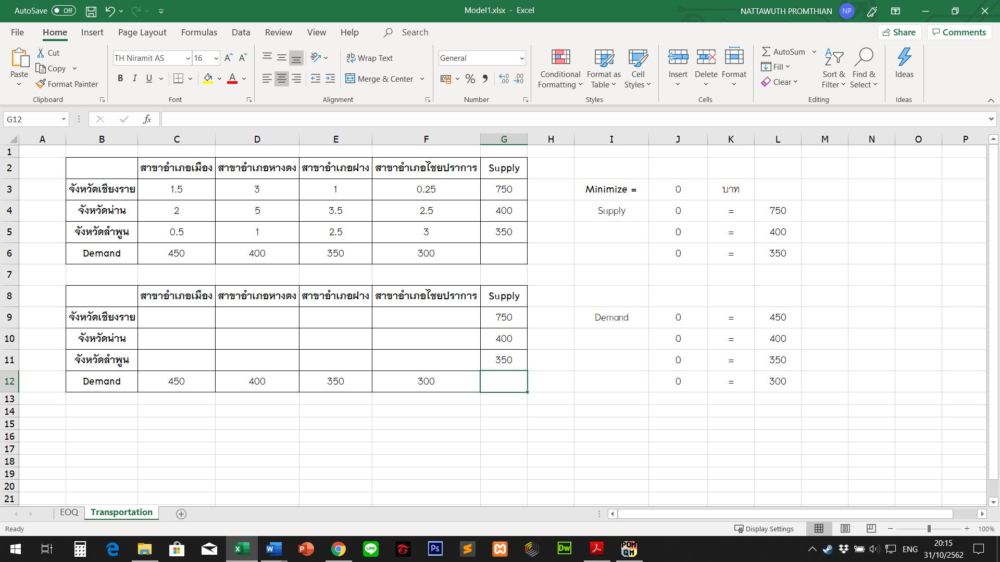 AutoSave Off Model1.xlsx - Excel NATTAWUTH PROMTHIAN NP
File Home Insert Page Layout Formulas Data Review View Help Search Share Comments
Paste Cut Copy Format Painter
TH Niramit AS 16 B I U
Wrap Text Merge & Center
General % 9
Conditional Formatting Format as Table Cell Styles
Insert Delete Format
AutoSum Fill Clear Sort & Filter Find & Select Ideas
Clipboard Font Alignment Number Styles Cells Editing Ideas
G12 fx
A B C D E F G H I J K L M N O P
1
2 สาขาอำเภอเมือง สาขาอำเภอหางดง สาขาอำเภอฝาง สาขาอำเภอไชยปราการ Supply
3 จังหวัดเชียงราย 1.5 3 1 0.25 750 Minimize = 0 บาท
4 จังหวัดน่าน 2 5 3.5 2.5 400 Supply 0 = 750
5 จังหวัดลำพูน 0.5 1 2.5 3 350 0 = 400
6 Demand 450 400 350 300 0 = 350
7
8 สาขาอำเภอเมือง สาขาอำเภอหางดง สาขาอำเภอฝาง สาขาอำเภอไชยปราการ Supply
9 จังหวัดเชียงราย 750 Demand 0 = 450
10 จังหวัดน่าน 400 0 = 400
11 จังหวัดลำพูน 350 0 = 350
12 Demand 450 400 350 300 0 = 300
13
14
15
16
17
18
19
20
21
EOQ Transportation
Ready Display Settings 100%
ENG 20:15
31/10/2562